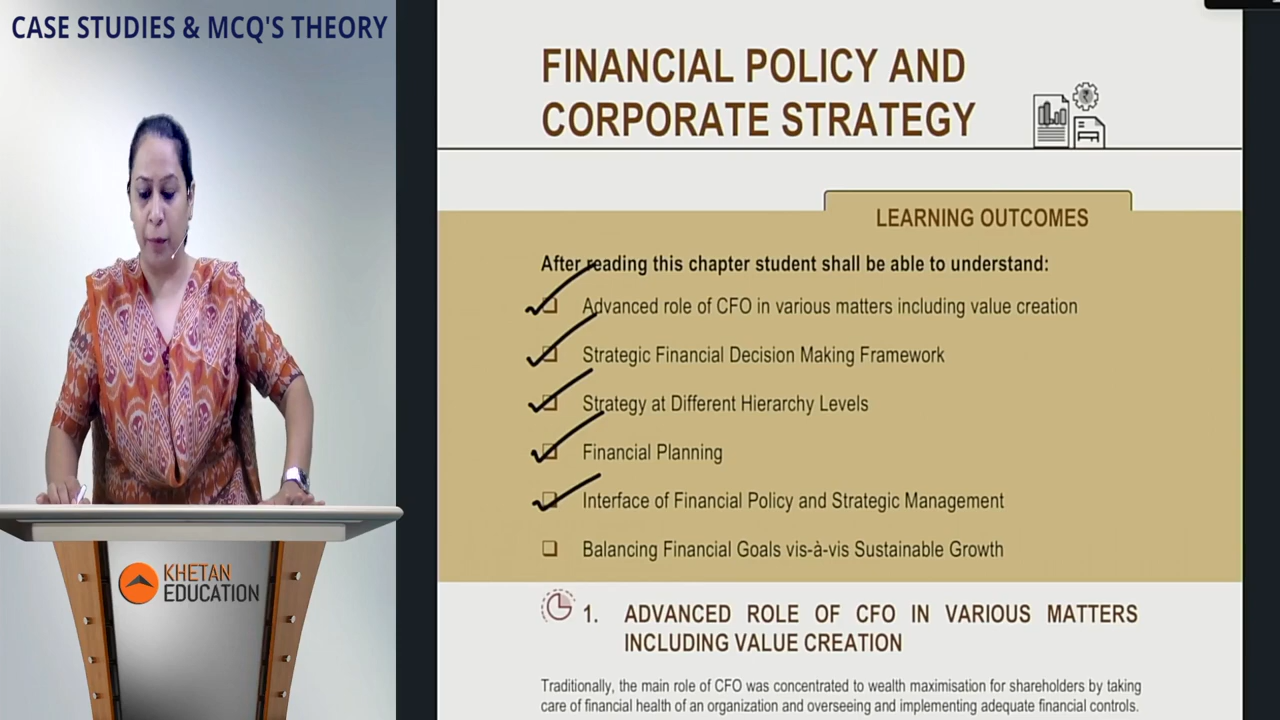 CASE STUDIES & MCQ'S THEORY
FINANCIAL POLICY AND
CORPORATE STRATEGY
LEARNING OUTCOMES
After reading this chapter student shall be able to understand:
Advanced role of CFO in various matters including value creation
Strategic Financial Decision Making Framework
Strategy at Different Hierarchy Levels
Financial Planning
Interface of Financial Policy and Strategic Management
Balancing Financial Goals vis-à-vis Sustainable Growth
1. ADVANCED ROLE OF CFO IN VARIOUS MATTERS
INCLUDING VALUE CREATION
Traditionally, the main role of CFO was concentrated to wealth maximisation for shareholders by taking
care of financial health of an organization and overseeing and implementing adequate financial controls.
KHETAN
EDUCATION